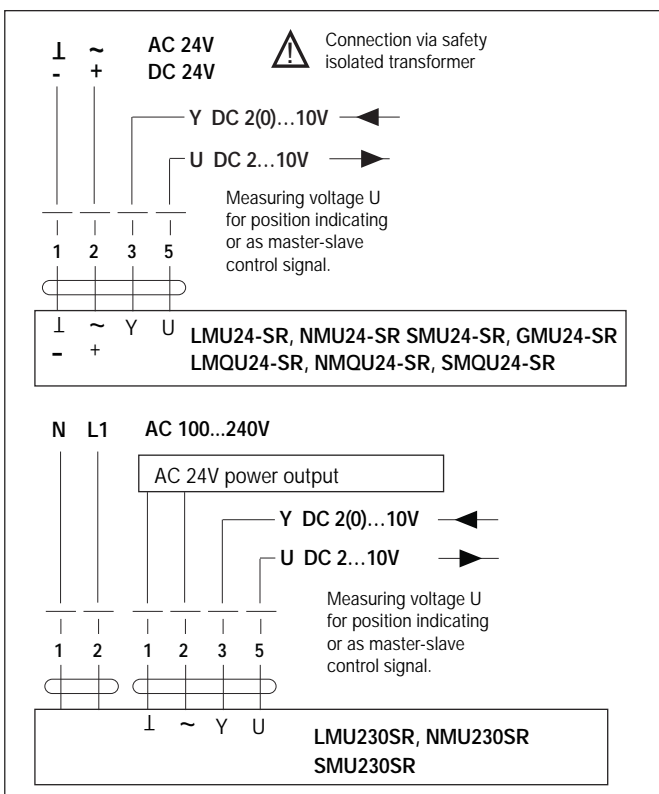 ⊥ ~ AC 24V
- + DC 24V
Connection via safety
isolated transformer
Y DC 2(0)...10V
U DC 2...10V
Measuring voltage U
for position indicating
or as master-slave
control signal.
1 2 3 5
⊥ ~ Y U
- +
LMU24-SR, NMU24-SR SMU24-SR, GMU24-SR
LMQU24-SR, NMQU24-SR, SMQU24-SR
N L1 AC 100...240V
AC 24V power output
Y DC 2(0)...10V
U DC 2...10V
Measuring voltage U
for position indicating
or as master-slave
control signal.
1 2 1 2 3 5
⊥ ~ Y U
LMU230SR, NMU230SR
SMU230SR